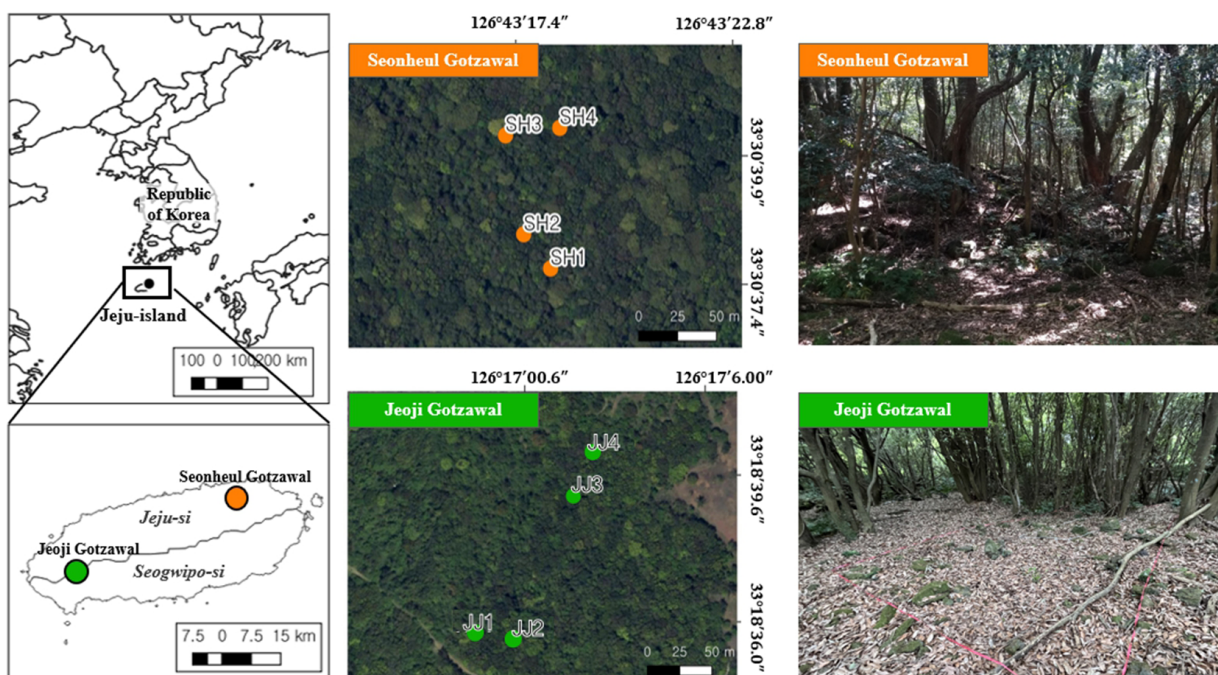 126°43′17.4″
126°43′22.8″
Republic
of Korea
Jeju-island
100 0 100 200 km
Seonheul Gotzawal
SH3
SH4
SH2
SH1
0 25 50 m
33°30′39.9″
33°30′37.4″
Seonheul Gotzawal
Seonheul Gotzawal
Jeju-si
Jeoji Gotzawal
Seogwipo-si
7.5 0 7.5 15 km
126°17′00.6″
126°17′6.00″
Jeoji Gotzawal
JJ4
JJ3
JJ1
JJ2
0 25 50 m
33°18′39.6″
33°18′36.0″
Jeoji Gotzawal